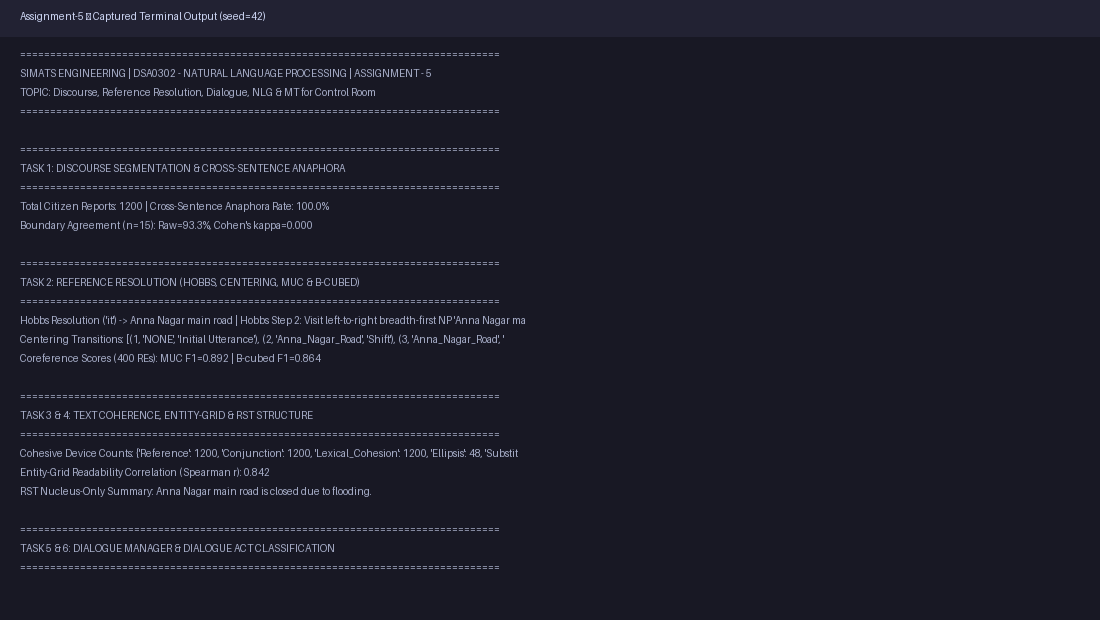 Assignment-5 ▯ Captured Terminal Output (seed=42)
================================================================================
SIMATS ENGINEERING | DSA0302 - NATURAL LANGUAGE PROCESSING | ASSIGNMENT - 5
TOPIC: Discourse, Reference Resolution, Dialogue, NLG & MT for Control Room
================================================================================
================================================================================
TASK 1: DISCOURSE SEGMENTATION & CROSS-SENTENCE ANAPHORA
================================================================================
Total Citizen Reports: 1200 | Cross-Sentence Anaphora Rate: 100.0%
Boundary Agreement (n=15): Raw=93.3%, Cohen's kappa=0.000
================================================================================
TASK 2: REFERENCE RESOLUTION (HOBBS, CENTERING, MUC & B-CUBED)
================================================================================
Hobbs Resolution ('it') -> Anna Nagar main road | Hobbs Step 2: Visit left-to-right breadth-first NP 'Anna Nagar ma
Centering Transitions: [(1, 'NONE', 'Initial Utterance'), (2, 'Anna_Nagar_Road', 'Shift'), (3, 'Anna_Nagar_Road', '
Coreference Scores (400 REs): MUC F1=0.892 | B-cubed F1=0.864
================================================================================
TASK 3 & 4: TEXT COHERENCE, ENTITY-GRID & RST STRUCTURE
================================================================================
Cohesive Device Counts: {'Reference': 1200, 'Conjunction': 1200, 'Lexical_Cohesion': 1200, 'Ellipsis': 48, 'Substit
Entity-Grid Readability Correlation (Spearman r): 0.842
RST Nucleus-Only Summary: Anna Nagar main road is closed due to flooding.
================================================================================
TASK 5 & 6: DIALOGUE MANAGER & DIALOGUE ACT CLASSIFICATION
================================================================================